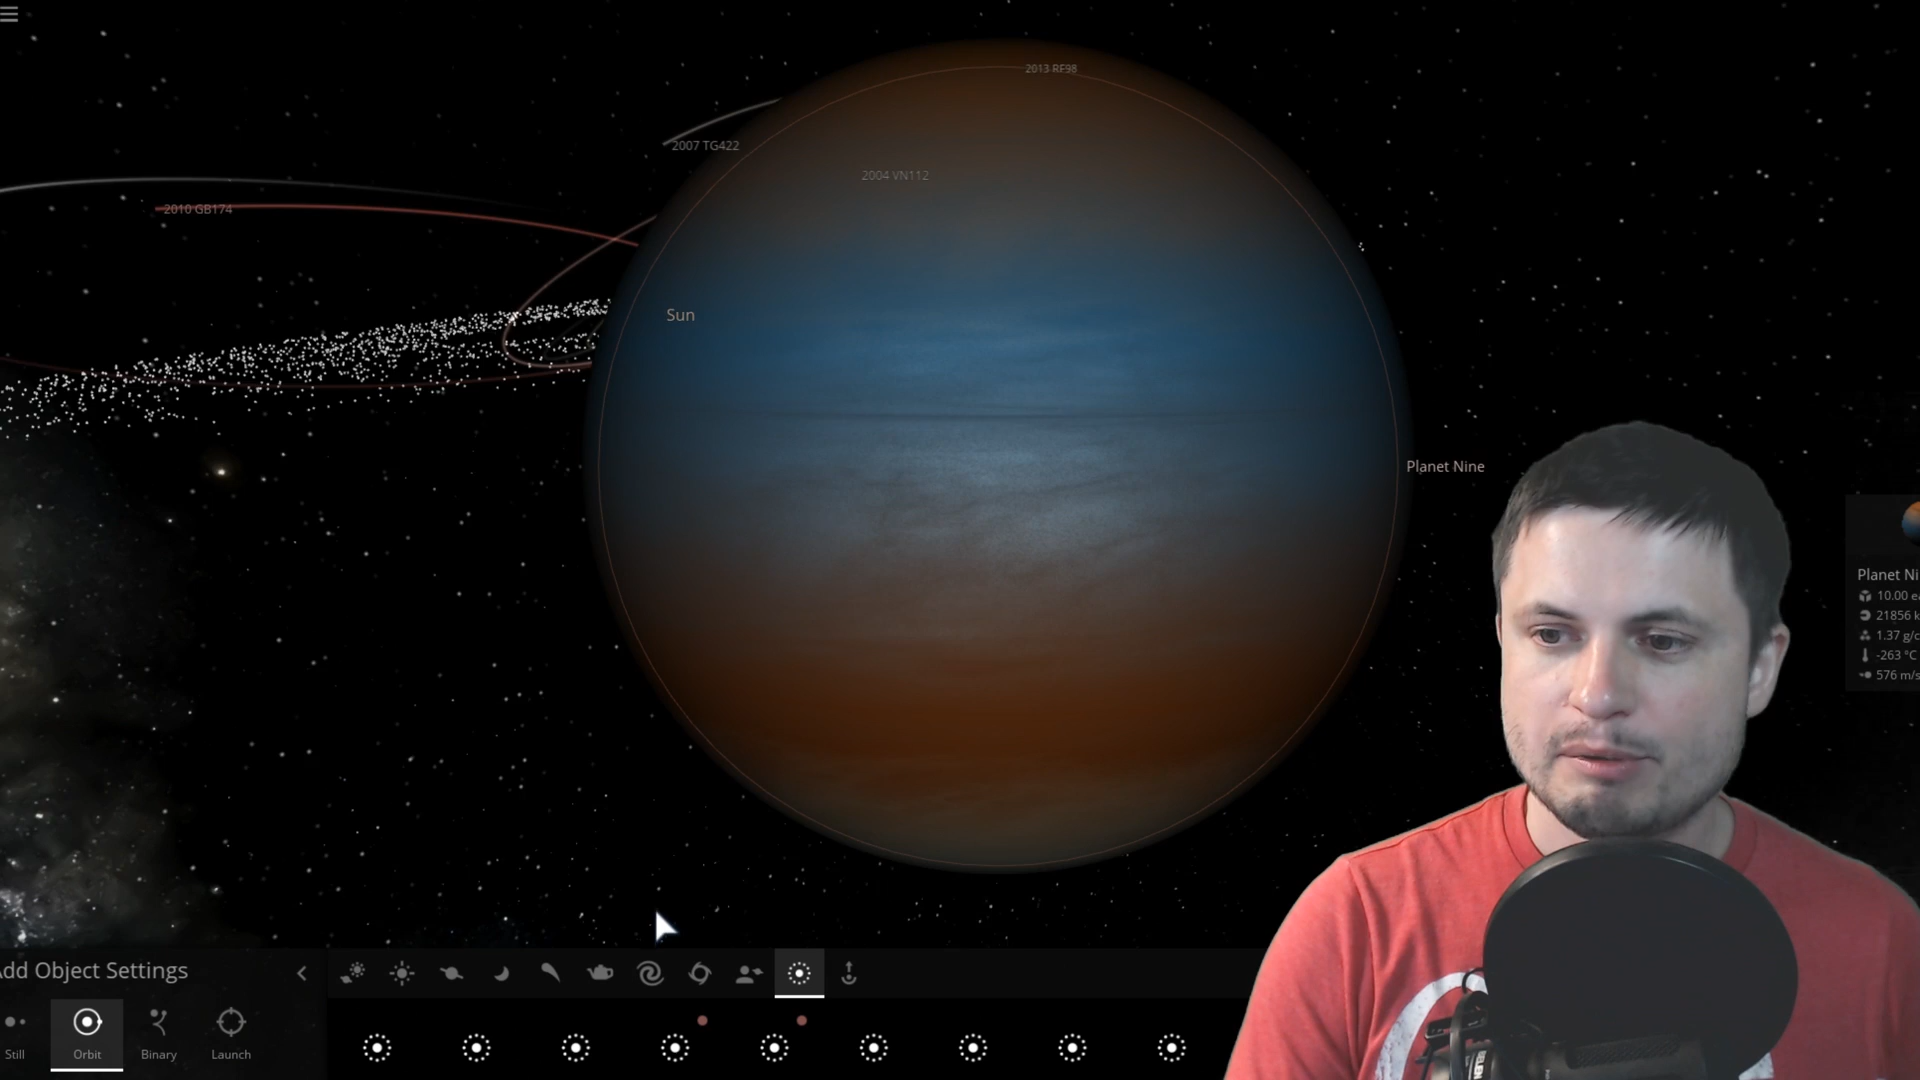 2013 RF98
2007 TG422
2004 VN112
2010 GB174
Sun
Planet Nine
Planet Ni
10.00 ea
21856 k
1.37 g/c
-263 °C
576 m/s
Add Object Settings
Still
Orbit
Binary
Launch